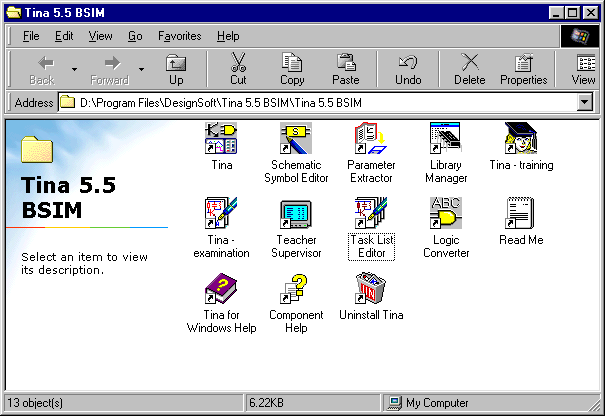 Tina 5.5 BSIM
File Edit View Go Favorites Help
Back Forward Up Cut Copy Paste Undo Delete Properties View
Address D:\Program Files\DesignSoft\Tina 5.5 BSIM\Tina 5.5 BSIM
Tina 5.5
BSIM
Select an item to view
its description.
Tina
Schematic
Symbol Editor
Parameter
Extractor
Library
Manager
Tina - training
Tina -
examination
Teacher
Supervisor
Task List
Editor
ABC
Logic
Converter
Read Me
Tina for
Windows Help
Component
Help
Uninstall Tina
13 object(s) 6.22KB My Computer